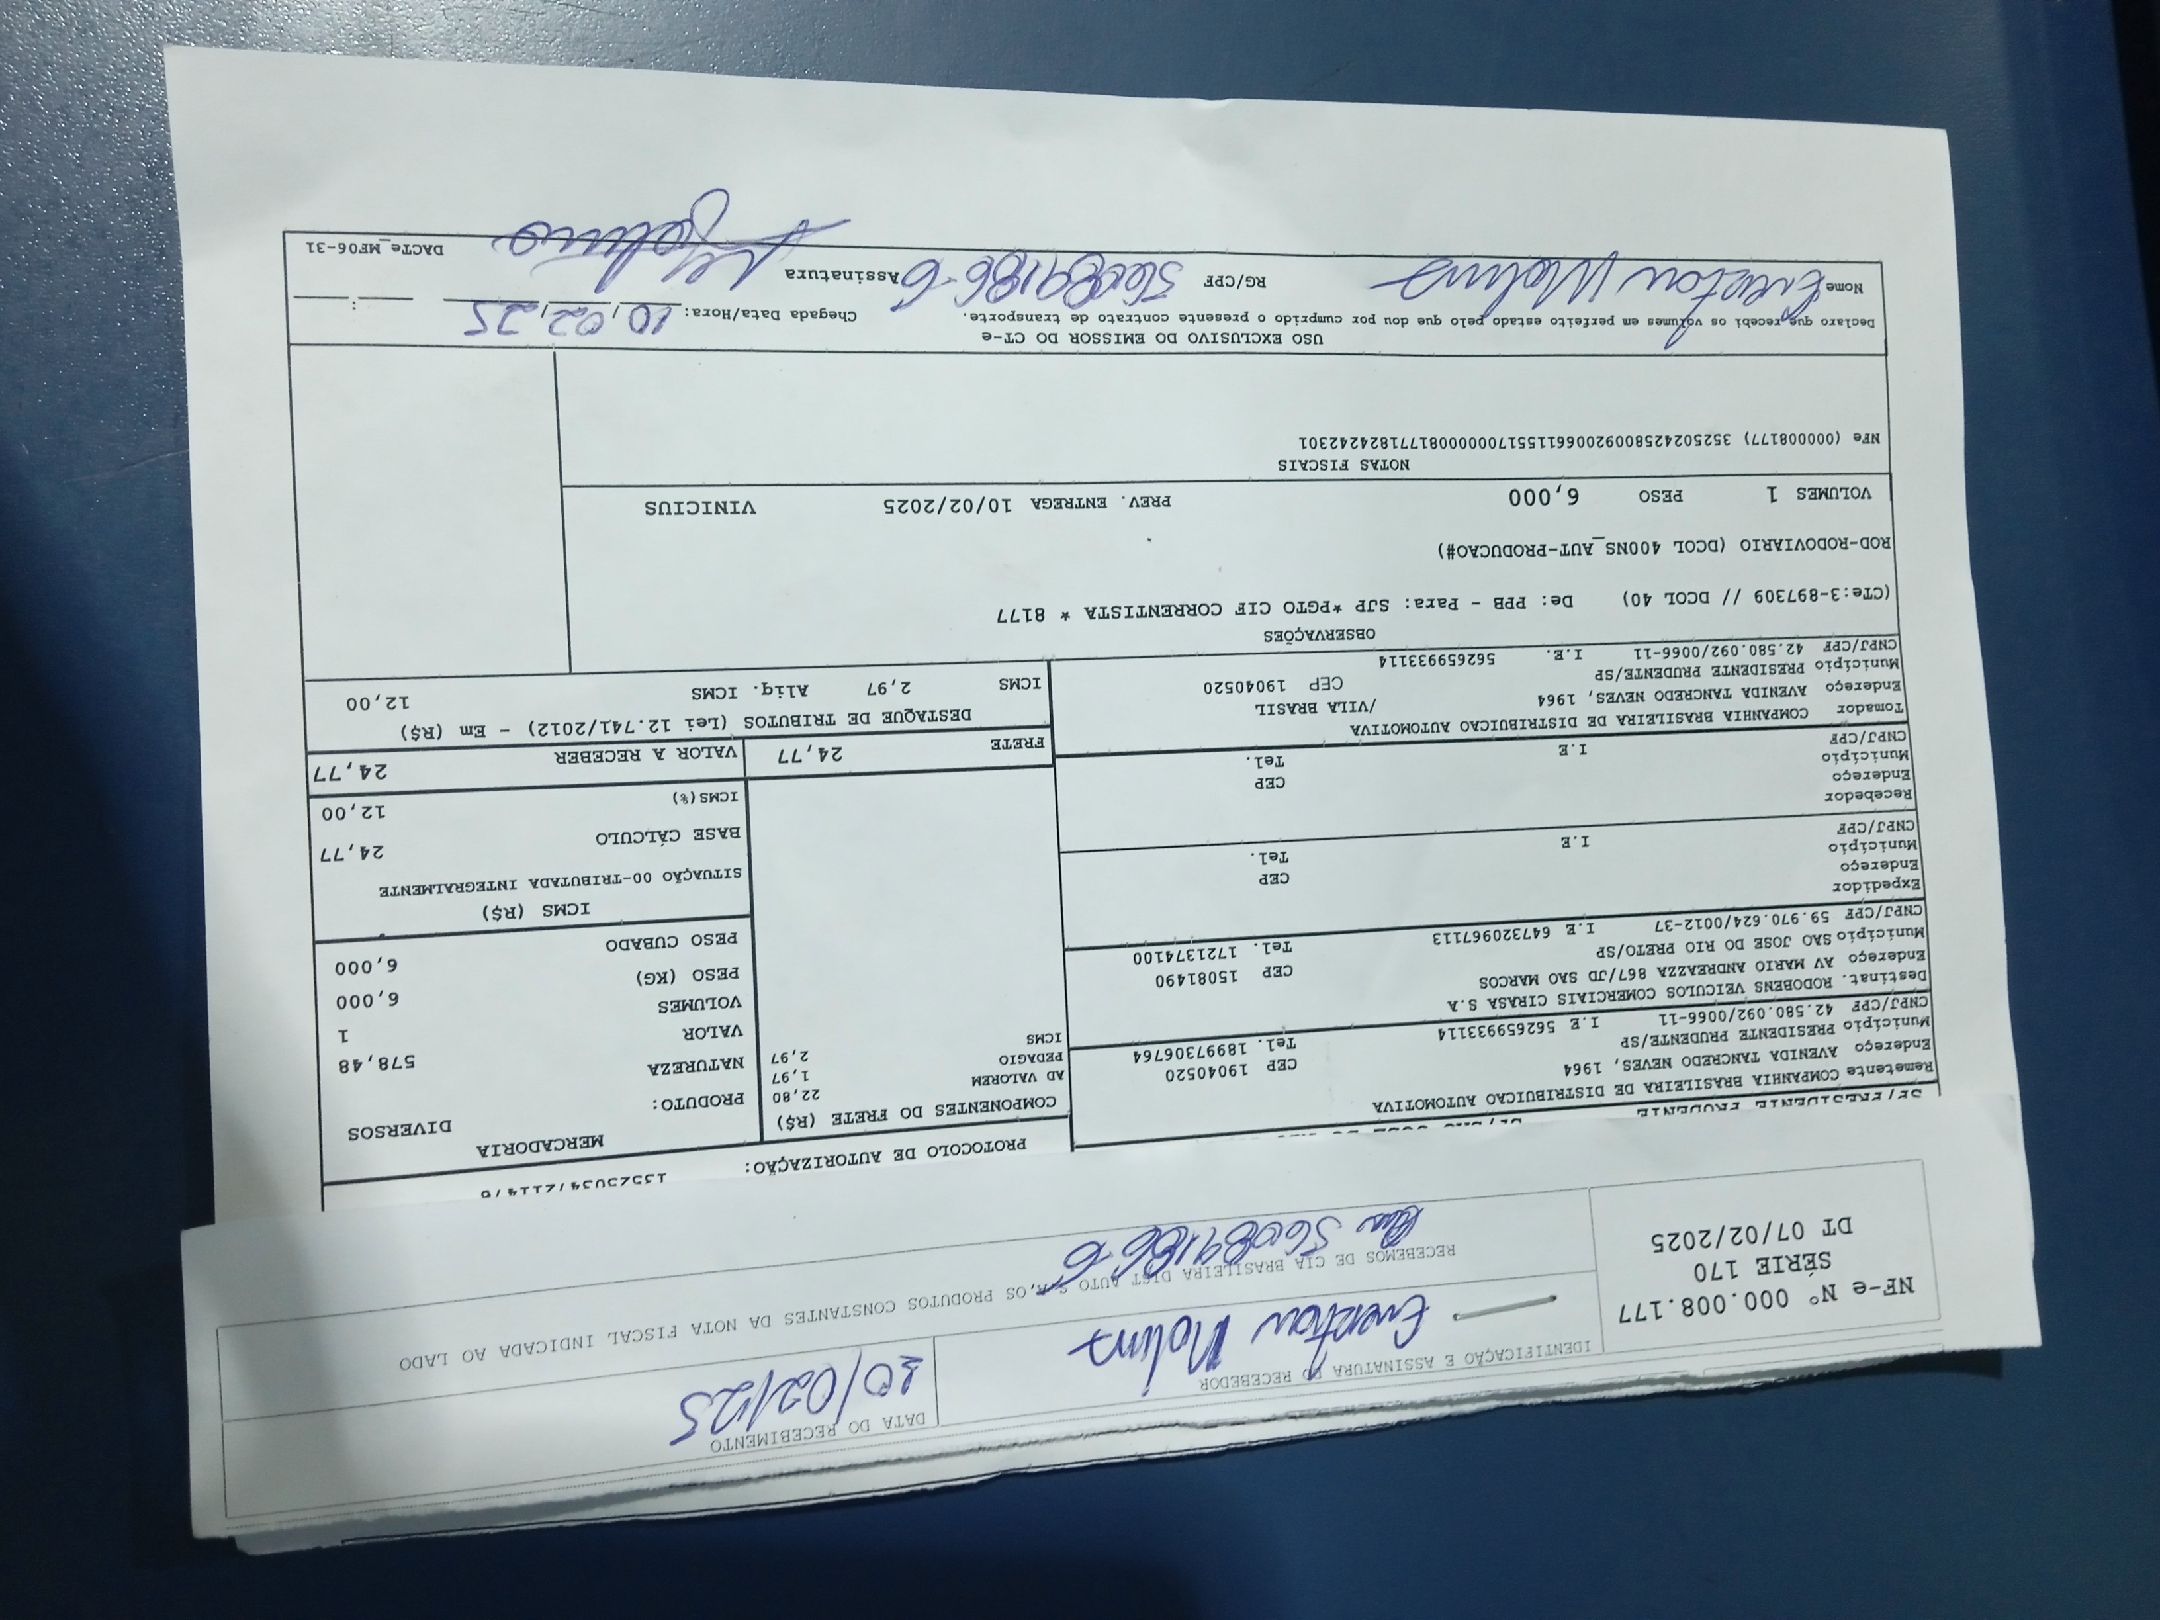 DATA DO RECEBIMENTO
10/02/25
IDENTIFICAÇÃO E ASSINATURA DO RECEBEDOR
Everton Molina
NF-e Nº 000.008.177
SÉRIE 170
DT 07/02/2025
RECEBEMOS DE CIA BRASILEIRA DIST AUTO S.A,OS PRODUTOS CONSTANTES DA NOTA FISCAL INDICADA AO LADO
56089186-6
PROTOCOLO DE AUTORIZAÇÃO:
SP/PRESIDENTE PRUDENTE
Remetente COMPANHIA BRASILEIRA DE DISTRIBUICAO AUTOMOTIVA
Endereço AVENIDA TANCREDO NEVES, 1964 CEP 19040520
Município PRESIDENTE PRUDENTE/SP Tel. 18997306764
CNPJ/CPF 42.580.092/0066-11 I.E 562659933114
Destinat. RODOBENS VEICULOS COMERCIAIS CIRASA S.A
Endereço AV MARIO ANDREAZZA 867/JD SAO MARCOS CEP 15081490
Município SAO JOSE DO RIO PRETO/SP Tel. 1721374100
CNPJ/CPF 59.970.624/0012-37 I.E 647320967113
Expedidor
Endereço CEP
Município Tel.
CNPJ/CPF I.E
Recebedor
Endereço CEP
Município Tel.
CNPJ/CPF I.E
Tomador COMPANHIA BRASILEIRA DE DISTRIBUICAO AUTOMOTIVA
Endereço AVENIDA TANCREDO NEVES, 1964 /VILA BRASIL
Município PRESIDENTE PRUDENTE/SP CEP 19040520
CNPJ/CPF 42.580.092/0066-11 I.E. 562659933114
COMPONENTES DO FRETE (R$)
22,80
AD VALOREM 1,97
PEDAGIO 2,97
ICMS
MERCADORIA
PRODUTO: DIVERSOS
NATUREZA
VALOR 578,48
VOLUMES 1
PESO (KG) 6,000
PESO CUBADO 6,000
ICMS (R$)
SITUAÇÃO 00-TRIBUTADA INTEGRALMENTE
BASE CÁLCULO 24,77
ICMS(%) 12,00
FRETE 24,77 VALOR A RECEBER 24,77
DESTAQUE DE TRIBUTOS (Lei 12.741/2012) - Em (R$)
ICMS 2,97 Aliq. ICMS 12,00
OBSERVAÇÕES
(CTe:3-897309 // DCOL 40) De: PPB - Para: SJP *PGTO CIF CORRENTISTA * 8177
ROD-RODOVIARIO (DCOL 400NS_AUT-PRODUCAO#)
VOLUMES 1 PESO 6,000 PREV. ENTREGA 10/02/2025 VINICIUS
NOTAS FISCAIS
NFe (000008177) 35250242580092006611551700000081771824242301
USO EXCLUSIVO DO EMISSOR DO CT-e
Declaro que recebi os volumes em perfeito estado pelo que dou por cumprido o presente contrato de transporte. Chegada Data/Hora: 10,02,25 :
Nome Everton Molina RG/CPF 56089186-6 Assinatura
DACTe_MF06-31